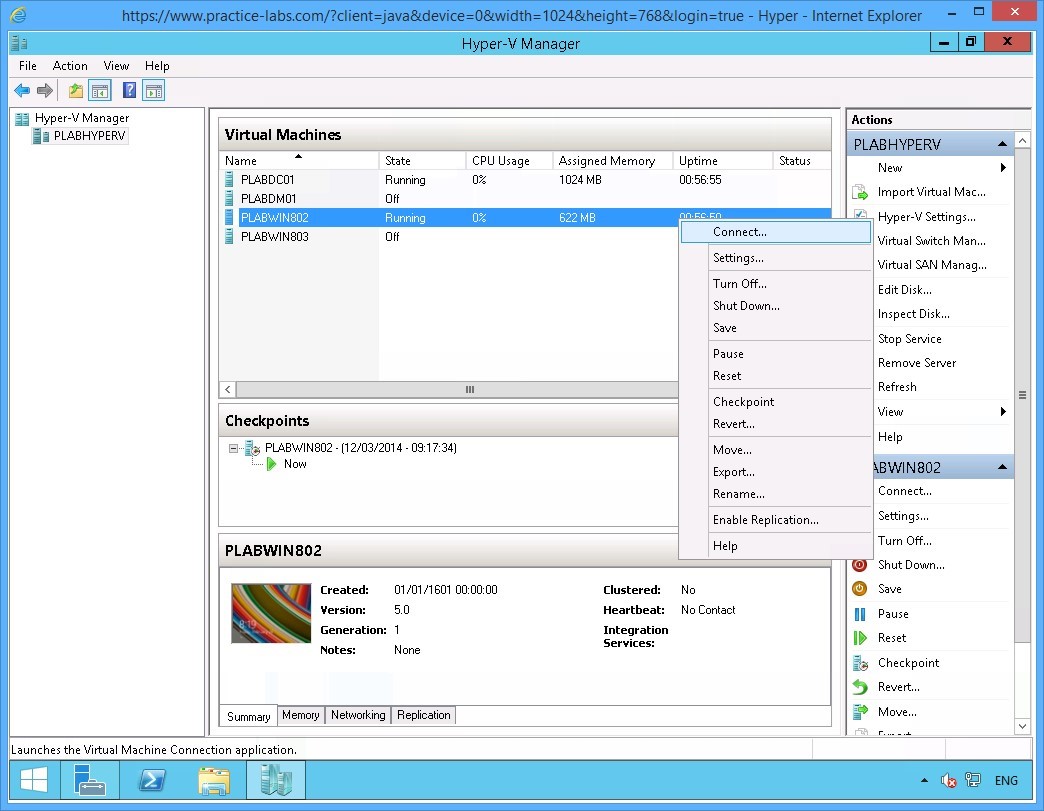 https://www.practice-labs.com/?client=java&device=0&width=1024&height=768&login=true - Hyper - Internet Explorer
Hyper-V Manager
File Action View Help
Hyper-V Manager
PLABHYPERV
Virtual Machines
Name State CPU Usage Assigned Memory Uptime Status
PLABDC01 Running 0% 1024 MB 00:56:55
PLABDM01 Off
PLABWIN802 Running 0% 622 MB 00:56:50
PLABWIN803 Off
Connect...
Settings...
Turn Off...
Shut Down...
Save
Pause
Reset
Checkpoint
Revert...
Move...
Export...
Rename...
Enable Replication...
Help
Checkpoints
PLABWIN802 - (12/03/2014 - 09:17:34)
Now
PLABWIN802
8:19
Created: 01/01/1601 00:00:00
Version: 5.0
Generation: 1
Notes: None
Clustered: No
Heartbeat: No Contact
Integration
Services:
Summary Memory Networking Replication
Actions
PLABHYPERV
New
Import Virtual Mac...
Hyper-V Settings...
Virtual Switch Man...
Virtual SAN Manag...
Edit Disk...
Inspect Disk...
Stop Service
Remove Server
Refresh
View
Help
ABWIN802
Connect...
Settings...
Turn Off...
Shut Down...
Save
Pause
Reset
Checkpoint
Revert...
Move...
Launches the Virtual Machine Connection application.
ENG